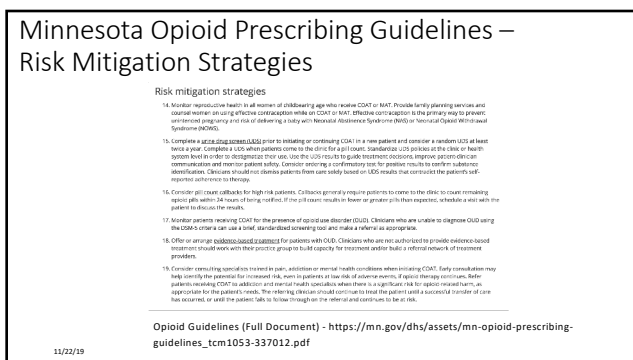 Minnesota Opioid Prescribing Guidelines –
Risk Mitigation Strategies
Risk mitigation strategies
14. Monitor reproductive health in all women of childbearing age who receive COAT or MAT. Provide family planning services and
counsel women on using effective contraception while on COAT or MAT. Effective contraception is the primary way to prevent
unintended pregnancy and risk of delivering a baby with Neonatal Abstinence Syndrome (NAS) or Neonatal Opioid Withdrawal
Syndrome (NOWS).
15. Complete a urine drug screen (UDS) prior to initiating or continuing COAT in a new patient and consider a random UDS at least
twice a year. Complete a UDS when patients come to the clinic for a pill count. Standardize UDS policies at the clinic or health
system level in order to destigmatize their use. Use the UDS results to guide treatment decisions, improve patient-clinician
communication and monitor patient safety. Consider ordering a confirmatory test for positive results to confirm substance
identification. Clinicians should not dismiss patients from care solely based on UDS results that contradict the patient's self-
reported adherence to therapy.
16. Consider pill count callbacks for high risk patients. Callbacks generally require patients to come to the clinic to count remaining
opioid pills within 24 hours of being notified. If the pill count results in fewer or greater pills than expected, schedule a visit with the
patient to discuss the results.
17. Monitor patients receiving COAT for the presence of opioid use disorder (OUD). Clinicians who are unable to diagnose OUD using
the DSM-5 criteria can use a brief, standardized screening tool and make a referral as appropriate.
18. Offer or arrange evidence-based treatment for patients with OUD. Clinicians who are not authorized to provide evidence-based
treatment should work with their practice group to build capacity for treatment and/or build a referral network of treatment
providers.
19. Consider consulting specialists trained in pain, addiction or mental health conditions when initiating COAT. Early consultation may
help identify the potential for increased risk, even in patients at low risk of adverse events, if opioid therapy continues. Refer
patients receiving COAT to addiction and mental health specialists when there is a significant risk for opioid related harm, as
appropriate for the patient's needs. The referring clinician should continue to treat the patient until a successful transfer of care
has occurred, or until the patient fails to follow through on the referral and continues to be at risk.
Opioid Guidelines (Full Document) - https://mn.gov/dhs/assets/mn-opioid-prescribing-
guidelines_tcm1053-337012.pdf
11/22/19